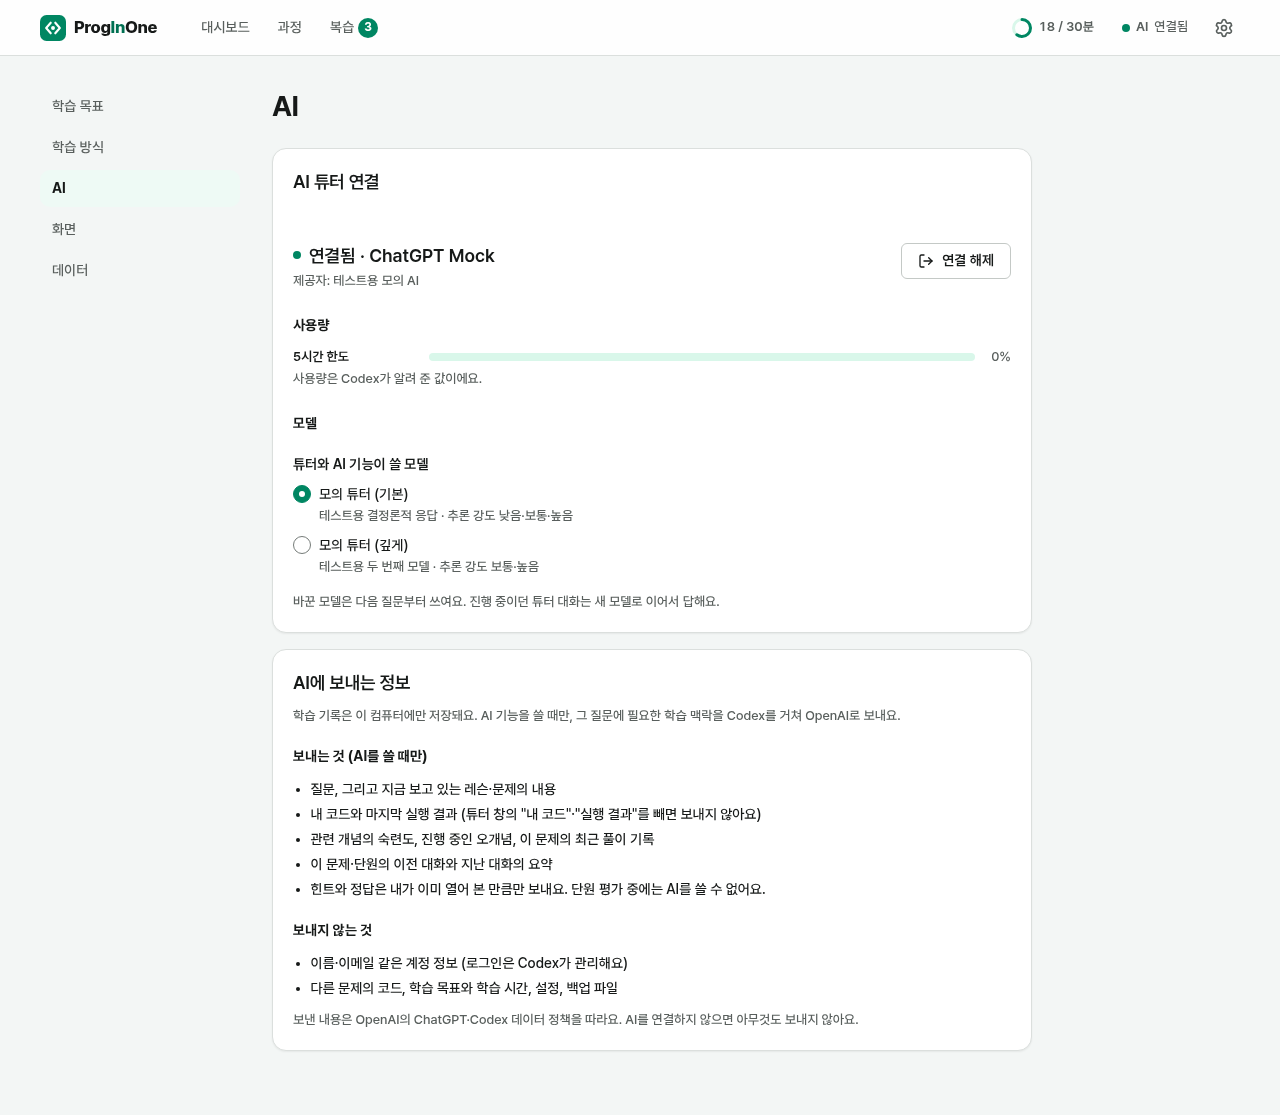 ProgInOne
대시보드
과정
복습 3
18 / 30분
AI 연결됨
학습 목표
학습 방식
AI
화면
데이터
AI
AI 튜터 연결
연결됨 · ChatGPT Mock
제공자: 테스트용 모의 AI
연결 해제
사용량
5시간 한도
0%
사용량은 Codex가 알려 준 값이에요.
모델
튜터와 AI 기능이 쓸 모델
모의 튜터 (기본)
테스트용 결정론적 응답 · 추론 강도 낮음·보통·높음
모의 튜터 (깊게)
테스트용 두 번째 모델 · 추론 강도 보통·높음
바꾼 모델은 다음 질문부터 쓰여요. 진행 중이던 튜터 대화는 새 모델로 이어서 답해요.
AI에 보내는 정보
학습 기록은 이 컴퓨터에만 저장돼요. AI 기능을 쓸 때만, 그 질문에 필요한 학습 맥락을 Codex를 거쳐 OpenAI로 보내요.
보내는 것 (AI를 쓸 때만)
• 질문, 그리고 지금 보고 있는 레슨·문제의 내용
• 내 코드와 마지막 실행 결과 (튜터 창의 "내 코드"·"실행 결과"를 빼면 보내지 않아요)
• 관련 개념의 숙련도, 진행 중인 오개념, 이 문제의 최근 풀이 기록
• 이 문제·단원의 이전 대화와 지난 대화의 요약
• 힌트와 정답은 내가 이미 열어 본 만큼만 보내요. 단원 평가 중에는 AI를 쓸 수 없어요.
보내지 않는 것
• 이름·이메일 같은 계정 정보 (로그인은 Codex가 관리해요)
• 다른 문제의 코드, 학습 목표와 학습 시간, 설정, 백업 파일
보낸 내용은 OpenAI의 ChatGPT·Codex 데이터 정책을 따라요. AI를 연결하지 않으면 아무것도 보내지 않아요.